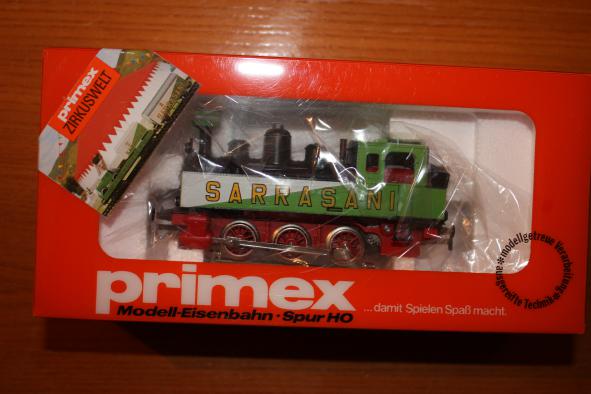 primex
ZIRKUSWELT
SARRASANI
primex
Modell-Eisenbahn · Spur HO
...damit Spielen Spaß macht.
modellgetreue Verarbeitung
ausgereifte Technik